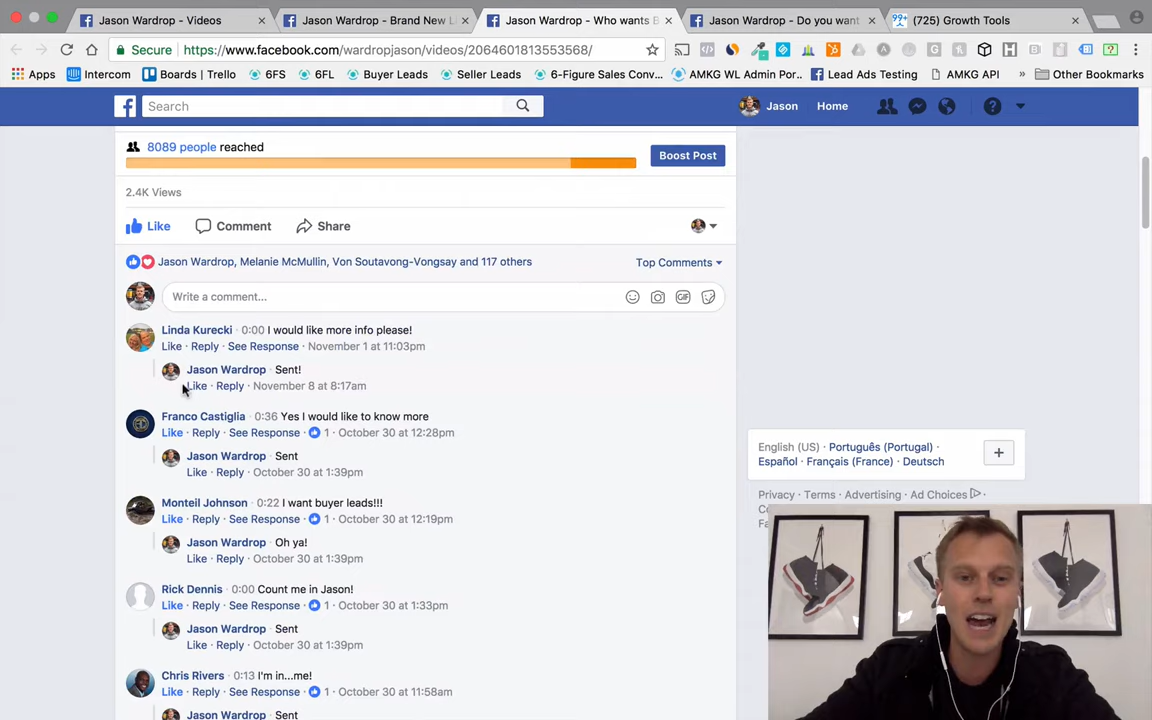 Jason Wardrop - Videos
Jason Wardrop - Brand New L
Jason Wardrop - Who wants B
Jason Wardrop - Do you want
99+ (725) Growth Tools
Secure https://www.facebook.com/wardropjason/videos/2064601813553568/
Apps Intercom Boards | Trello 6FS 6FL Buyer Leads Seller Leads 6-Figure Sales Conv... AMKG WL Admin Por.. Lead Ads Testing AMKG API » Other Bookmarks
Search Jason Home
8089 people reached
Boost Post
2.4K Views
Like Comment Share
Jason Wardrop, Melanie McMullin, Von Soutavong-Vongsay and 117 others Top Comments
Write a comment... GIF
Linda Kurecki · 0:00 I would like more info please!
Like · Reply · See Response · November 1 at 11:03pm
Jason Wardrop · Sent!
Like · Reply · November 8 at 8:17am
Franco Castiglia · 0:36 Yes I would like to know more
Like · Reply · See Response · 1 · October 30 at 12:28pm
Jason Wardrop · Sent
Like · Reply · October 30 at 1:39pm
Monteil Johnson · 0:22 I want buyer leads!!!
Like · Reply · See Response · 1 · October 30 at 12:19pm
Jason Wardrop · Oh ya!
Like · Reply · October 30 at 1:39pm
Rick Dennis · 0:00 Count me in Jason!
Like · Reply · See Response · 1 · October 30 at 1:33pm
Jason Wardrop · Sent
Like · Reply · October 30 at 1:39pm
Chris Rivers · 0:13 I'm in...me!
Like · Reply · See Response · 1 · October 30 at 11:58am
Jason Wardrop · Sent
English (US) · Português (Portugal) ·
Español · Français (France) · Deutsch
Privacy · Terms · Advertising · Ad Choices ·